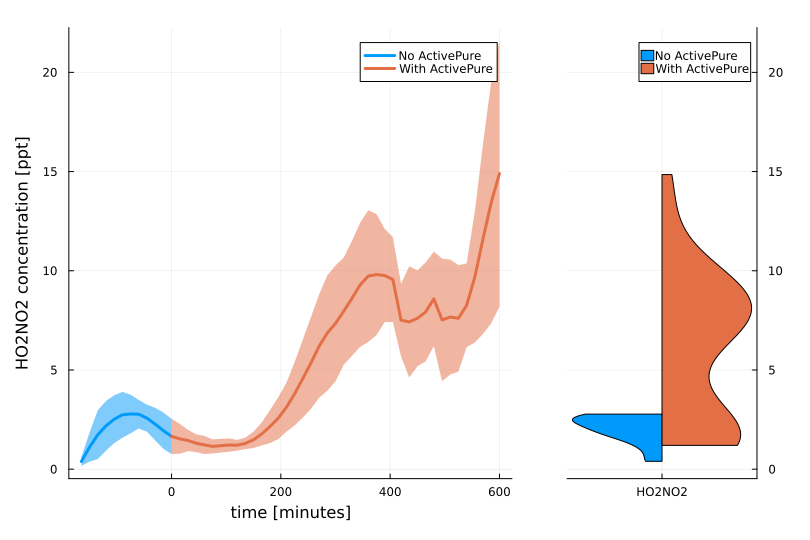 HO2NO2 concentration [ppt]
20
15
10
5
0
No ActivePure
With ActivePure
0
200
400
600
time [minutes]
No ActivePure
With ActivePure
20
15
10
5
0
HO2NO2